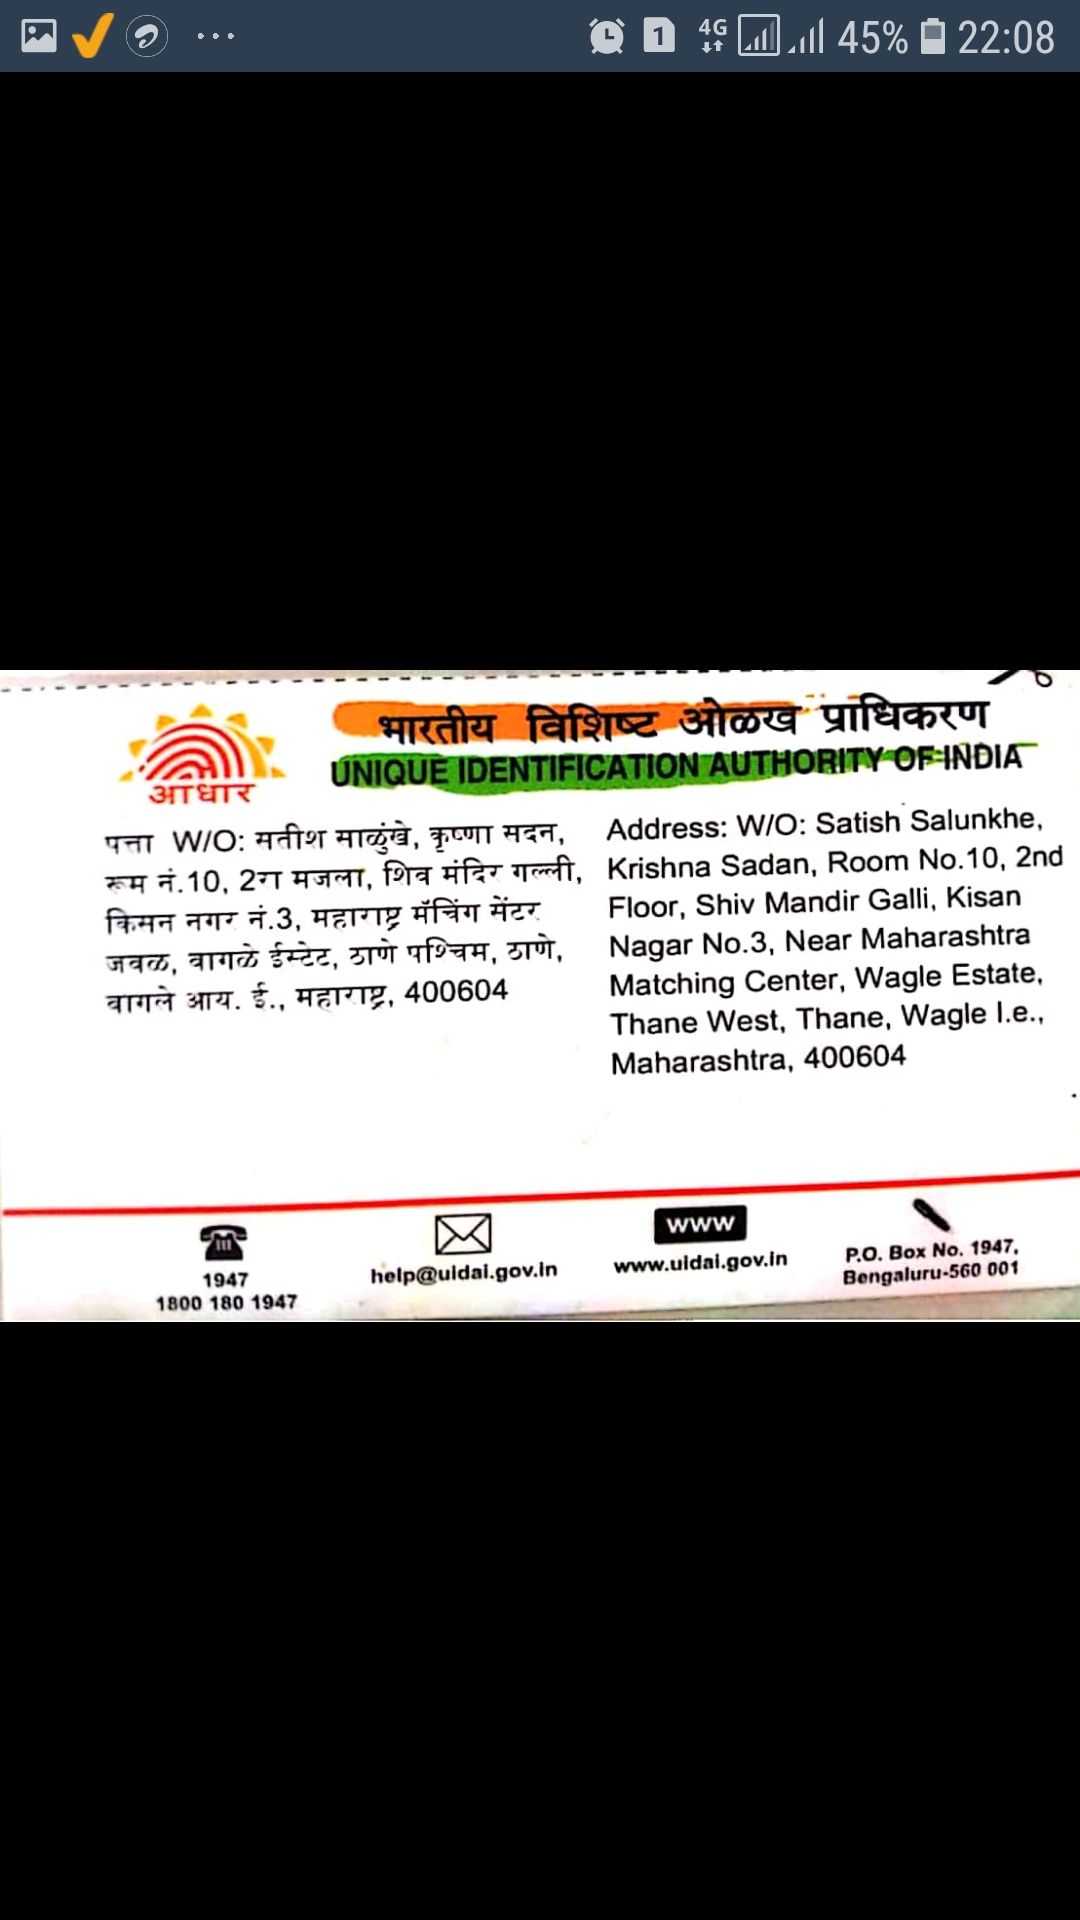 45% 22:08
1
4G
भारतीय विशिष्ट ओळख प्राधिकरण
UNIQUE IDENTIFICATION AUTHORITY OF INDIA
आधार
पत्ता W/O: सतीश साळुंखे, कृष्णा सदन,
रूम नं.10, 2रा मजला, शिव मंदिर गल्ली,
किसन नगर नं.3, महाराष्ट्र मॅचिंग सेंटर
जवळ, वागळे ईस्टेट, ठाणे पश्चिम, ठाणे,
वागले आय. ई., महाराष्ट्र, 400604
Address: W/O: Satish Salunkhe,
Krishna Sadan, Room No.10, 2nd
Floor, Shiv Mandir Galli, Kisan
Nagar No.3, Near Maharashtra
Matching Center, Wagle Estate,
Thane West, Thane, Wagle I.e.,
Maharashtra, 400604
1947
1800 180 1947
help@uidai.gov.in
www
www.uidai.gov.in
P.O. Box No. 1947,
Bengaluru-560 001